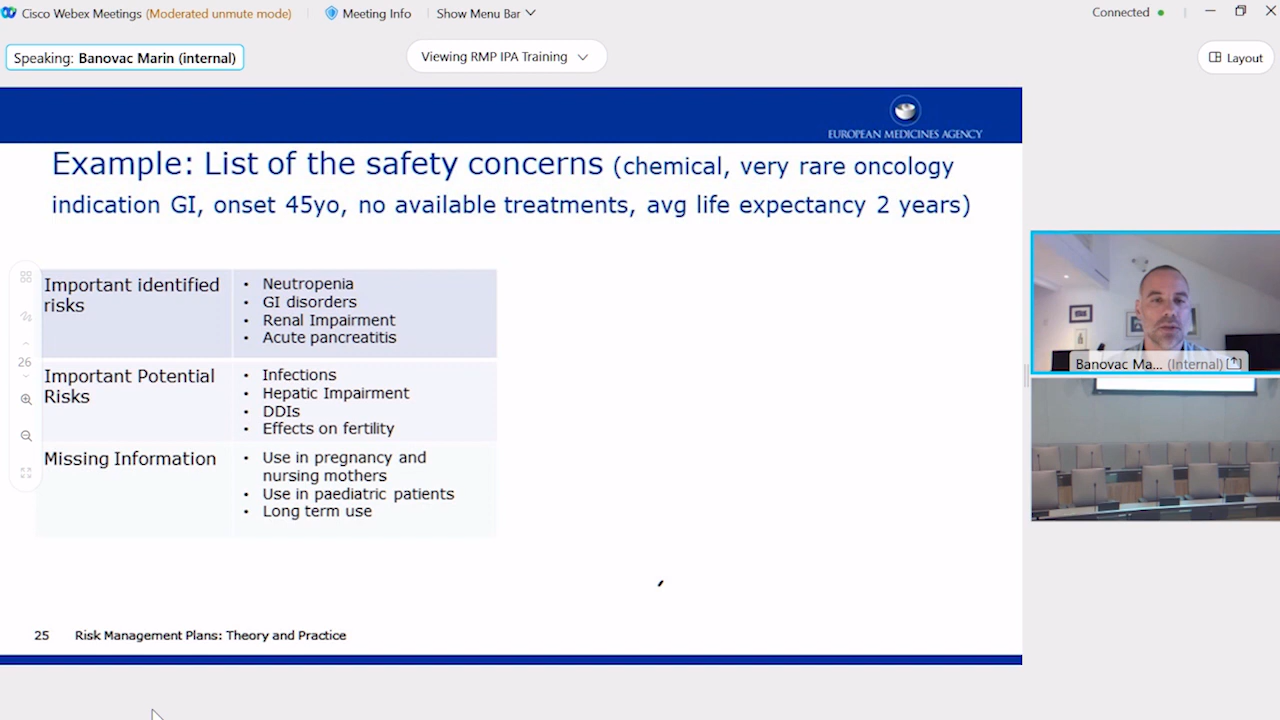 Cisco Webex Meetings (Moderated unmute mode) Meeting Info Show Menu Bar Connected
Speaking: Banovac Marin (internal) Viewing RMP IPA Training Layout
EUROPEAN MEDICINES AGENCY
Example: List of the safety concerns (chemical, very rare oncology
indication GI, onset 45yo, no available treatments, avg life expectancy 2 years)
Important identified
risks
• Neutropenia
• GI disorders
• Renal Impairment
• Acute pancreatitis
26
Important Potential
Risks
• Infections
• Hepatic Impairment
• DDIs
• Effects on fertility
Missing Information
• Use in pregnancy and
nursing mothers
• Use in paediatric patients
• Long term use
Banovac Ma... (Internal)
25 Risk Management Plans: Theory and Practice